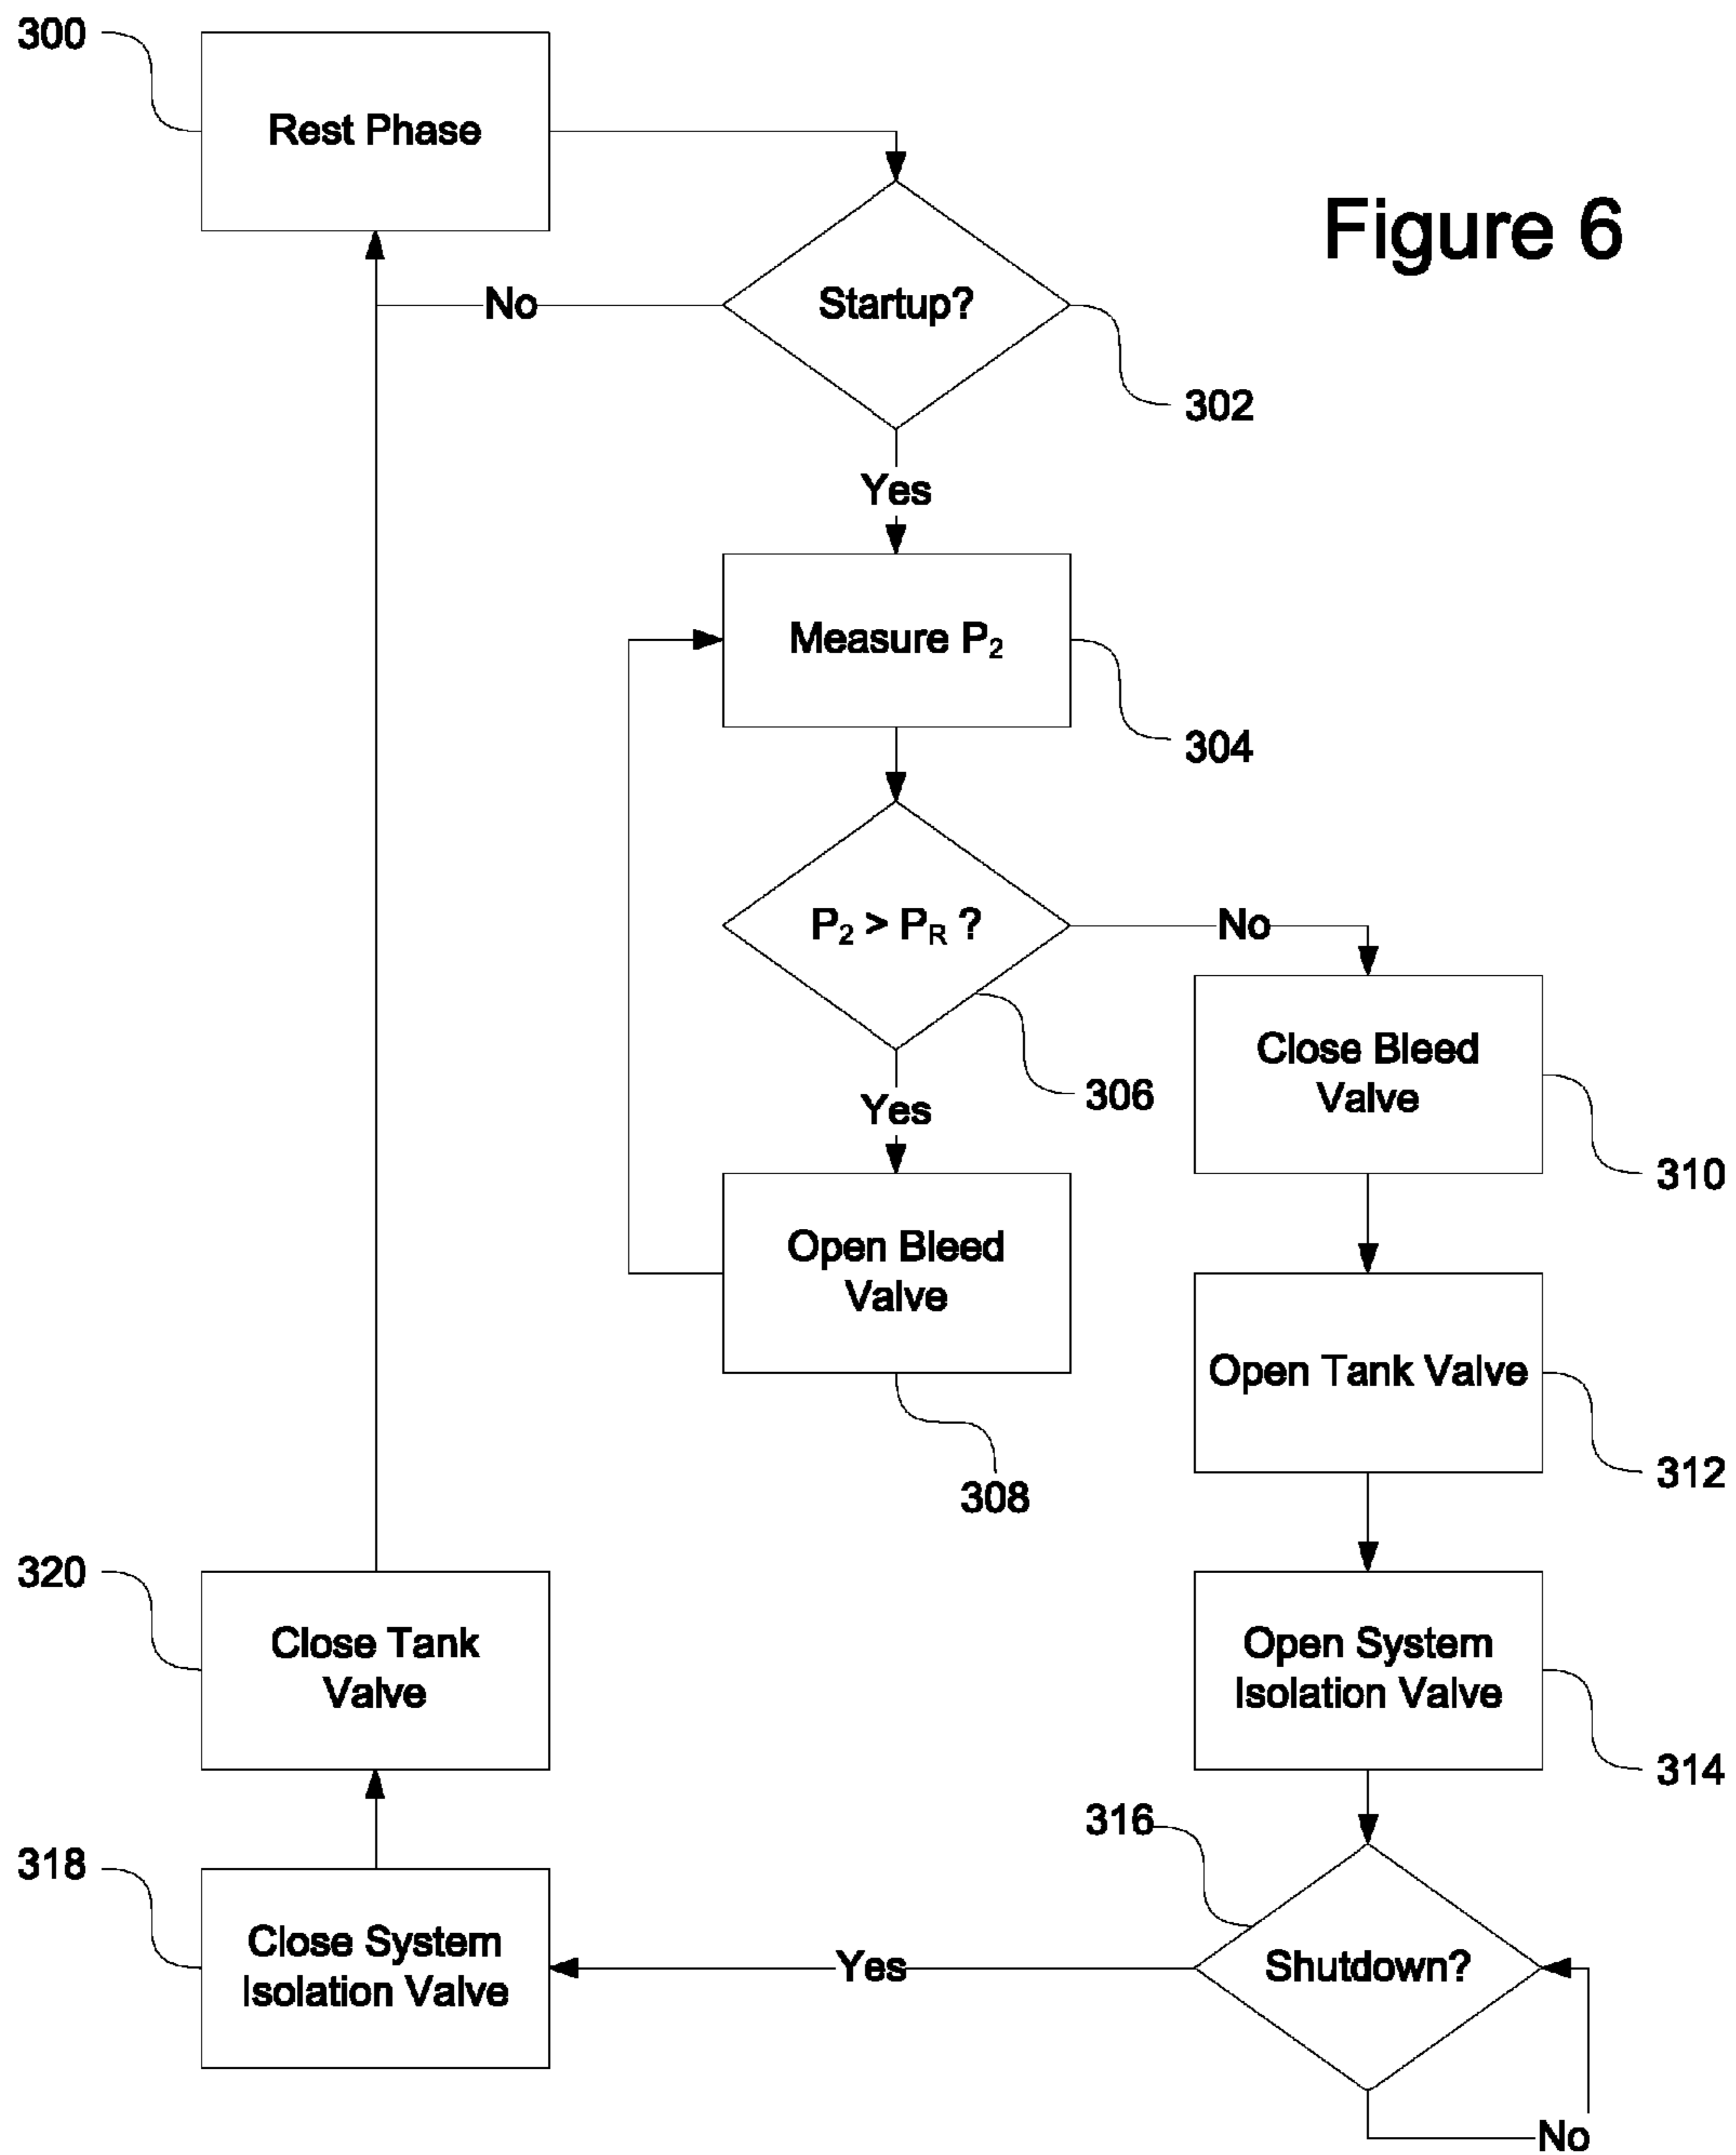 300
Rest Phase
Figure 6
No
Startup?
302
Yes
Measure P₂
304
P₂ > P_R ?
No
306
Yes
Close Bleed
Valve
310
Open Bleed
Valve
308
Open Tank Valve
312
320
Close Tank
Valve
Open System
Isolation Valve
314
316
318
Close System
Isolation Valve
Yes
Shutdown?
No